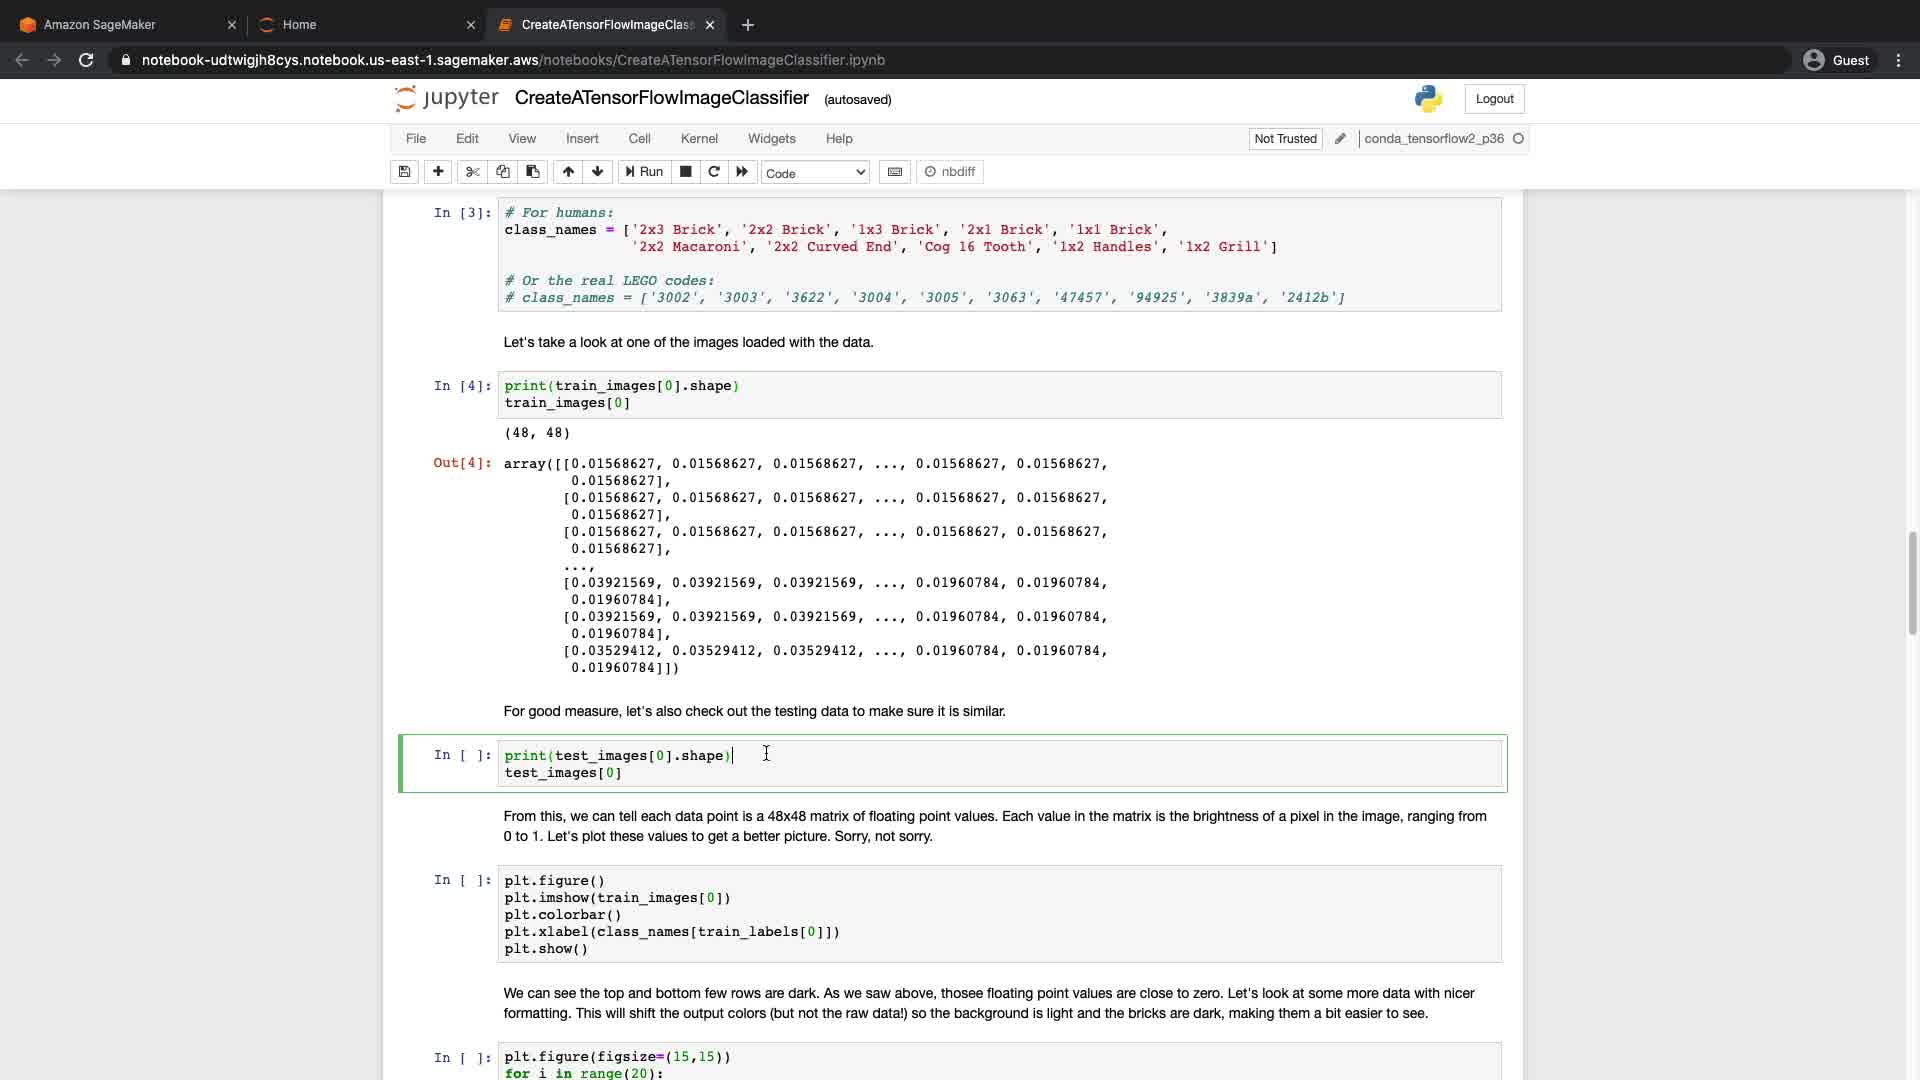 Amazon SageMaker
Home
CreateATensorFlowImageClas
notebook-udtwigjh8cys.notebook.us-east-1.sagemaker.aws/notebooks/CreateATensorFlowImageClassifier.ipynb
Guest
jupyter CreateATensorFlowImageClassifier (autosaved)
Logout
File Edit View Insert Cell Kernel Widgets Help
Not Trusted
conda_tensorflow2_p36
Run
Code
nbdiff
In [3]: # For humans:
class_names = ['2x3 Brick', '2x2 Brick', '1x3 Brick', '2x1 Brick', '1x1 Brick',
'2x2 Macaroni', '2x2 Curved End', 'Cog 16 Tooth', '1x2 Handles', '1x2 Grill']
# Or the real LEGO codes:
# class_names = ['3002', '3003', '3622', '3004', '3005', '3063', '47457', '94925', '3839a', '2412b']
Let's take a look at one of the images loaded with the data.
In [4]: print(train_images[0].shape)
train_images[0]
(48, 48)
Out[4]: array([[0.01568627, 0.01568627, 0.01568627, ..., 0.01568627, 0.01568627,
0.01568627],
[0.01568627, 0.01568627, 0.01568627, ..., 0.01568627, 0.01568627,
0.01568627],
[0.01568627, 0.01568627, 0.01568627, ..., 0.01568627, 0.01568627,
0.01568627],
...,
[0.03921569, 0.03921569, 0.03921569, ..., 0.01960784, 0.01960784,
0.01960784],
[0.03921569, 0.03921569, 0.03921569, ..., 0.01960784, 0.01960784,
0.01960784],
[0.03529412, 0.03529412, 0.03529412, ..., 0.01960784, 0.01960784,
0.01960784]])
For good measure, let's also check out the testing data to make sure it is similar.
In [ ]: print(test_images[0].shape)
test_images[0]
From this, we can tell each data point is a 48x48 matrix of floating point values. Each value in the matrix is the brightness of a pixel in the image, ranging from
0 to 1. Let's plot these values to get a better picture. Sorry, not sorry.
In [ ]: plt.figure()
plt.imshow(train_images[0])
plt.colorbar()
plt.xlabel(class_names[train_labels[0]])
plt.show()
We can see the top and bottom few rows are dark. As we saw above, thosee floating point values are close to zero. Let's look at some more data with nicer
formatting. This will shift the output colors (but not the raw data!) so the background is light and the bricks are dark, making them a bit easier to see.
In [ ]: plt.figure(figsize=(15,15))
for i in range(20):